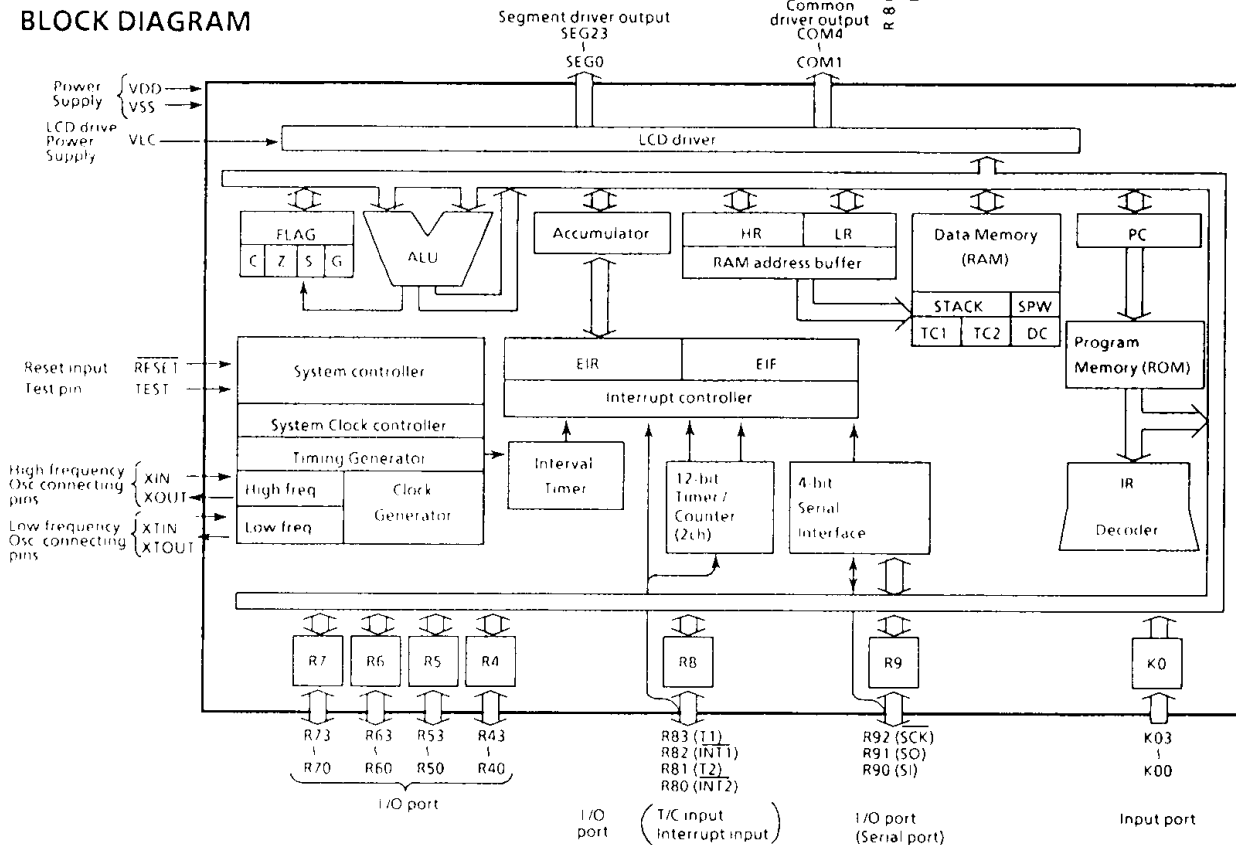 BLOCK DIAGRAM
Segment driver output
SEG23
SEG0
Common
driver output
COM4
COM1
R8
Power
Supply
VDD
VSS
LCD drive
Power
Supply
VLC
LCD driver
FLAG
C Z S G
ALU
Accumulator
HR LR
RAM address buffer
Data Memory
(RAM)
STACK SPW
TC1 TC2 DC
PC
Program
Memory (ROM)
Reset input RESET
Test pin TEST
System controller
System Clock controller
Timing Generator
High freq
Low freq
Clock
Generator
EIR EIF
Interrupt controller
Interval
Timer
12-bit
Timer /
Counter
(2ch)
4-bit
Serial
Interface
IR
Decoder
High frequency
Osc connecting
pins
XIN
XOUT
Low frequency
Osc connecting
pins
XTIN
XTOUT
R7 R6 R5 R4 R8 R9 K0
R73 R63 R53 R43
R70 R60 R50 R40
I/O port
R83 (T1)
R82 (INT1)
R81 (T2)
R80 (INT2)
I/O
port
(T/C input
Interrupt input)
R92 (SCK)
R91 (SO)
R90 (SI)
I/O port
(Serial port)
K03
K00
Input port